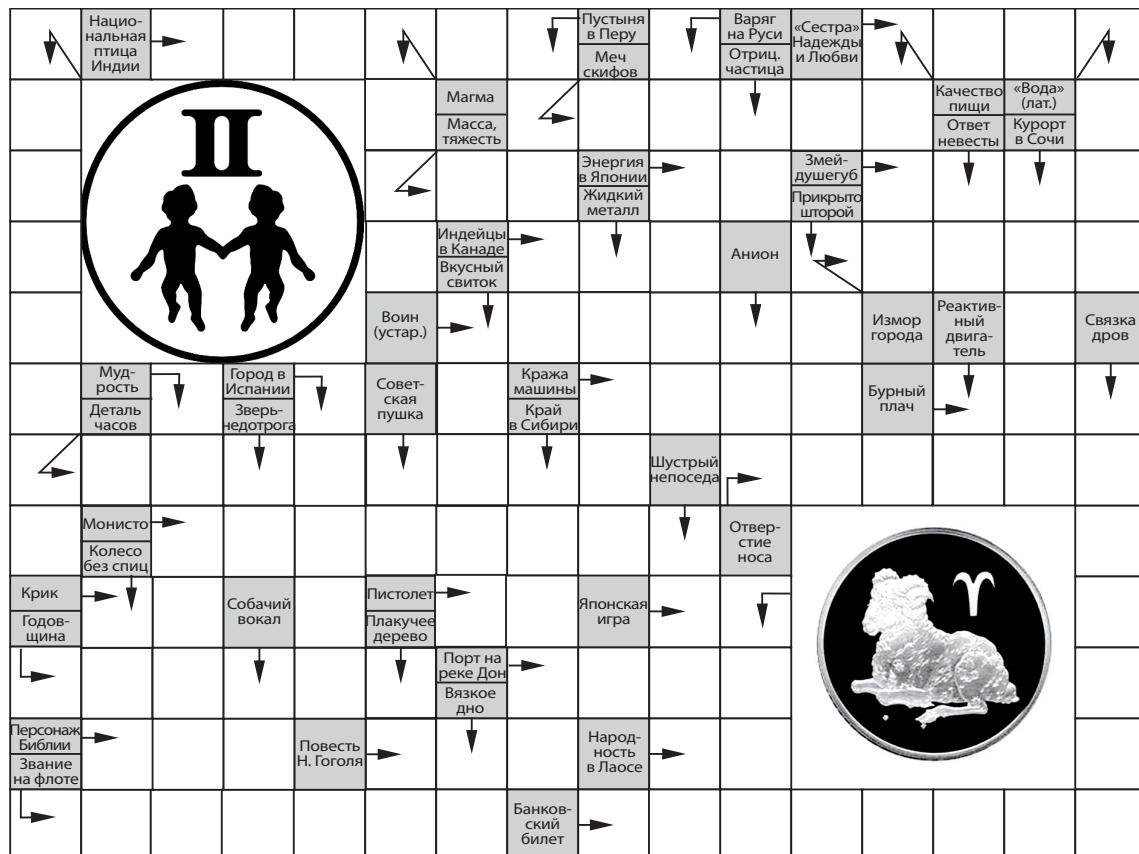 Нацио-
нальная
птица
Индии
Пустыня
в Перу
Меч
скифов
Варяг
на Руси
Отриц.
частица
«Сестра»
Надежды
и Любви
II
Магма
Масса,
тяжесть
Качество
пищи
Ответ
невесты
«Вода»
(лат.)
Курорт
в Сочи
Энергия
в Японии
Жидкий
металл
Змей-
душегуб
Прикрыто
шторой
Индейцы
в Канаде
Вкусный
свиток
Анион
Воин
(устар.)
Измор
города
Реактив-
ный
двига-
тель
Связка
дров
Муд-
рость
Деталь
часов
Город в
Испании
Зверь-
недотрога
Совет-
ская
пушка
Кража
машины
Край
в Сибири
Бурный
плач
Шустрый
непоседа
Монисто
Колесо
без спиц
Отвер-
стие
носа
Крик
Годов-
щина
Собачий
вокал
Пистолет
Плакучее
дерево
Японская
игра
Порт на
реке Дон
Вязкое
дно
Персонаж
Библии
Звание
на флоте
Повесть
Н. Гоголя
Народ-
ность
в Лаосе
Банков-
ский
билет